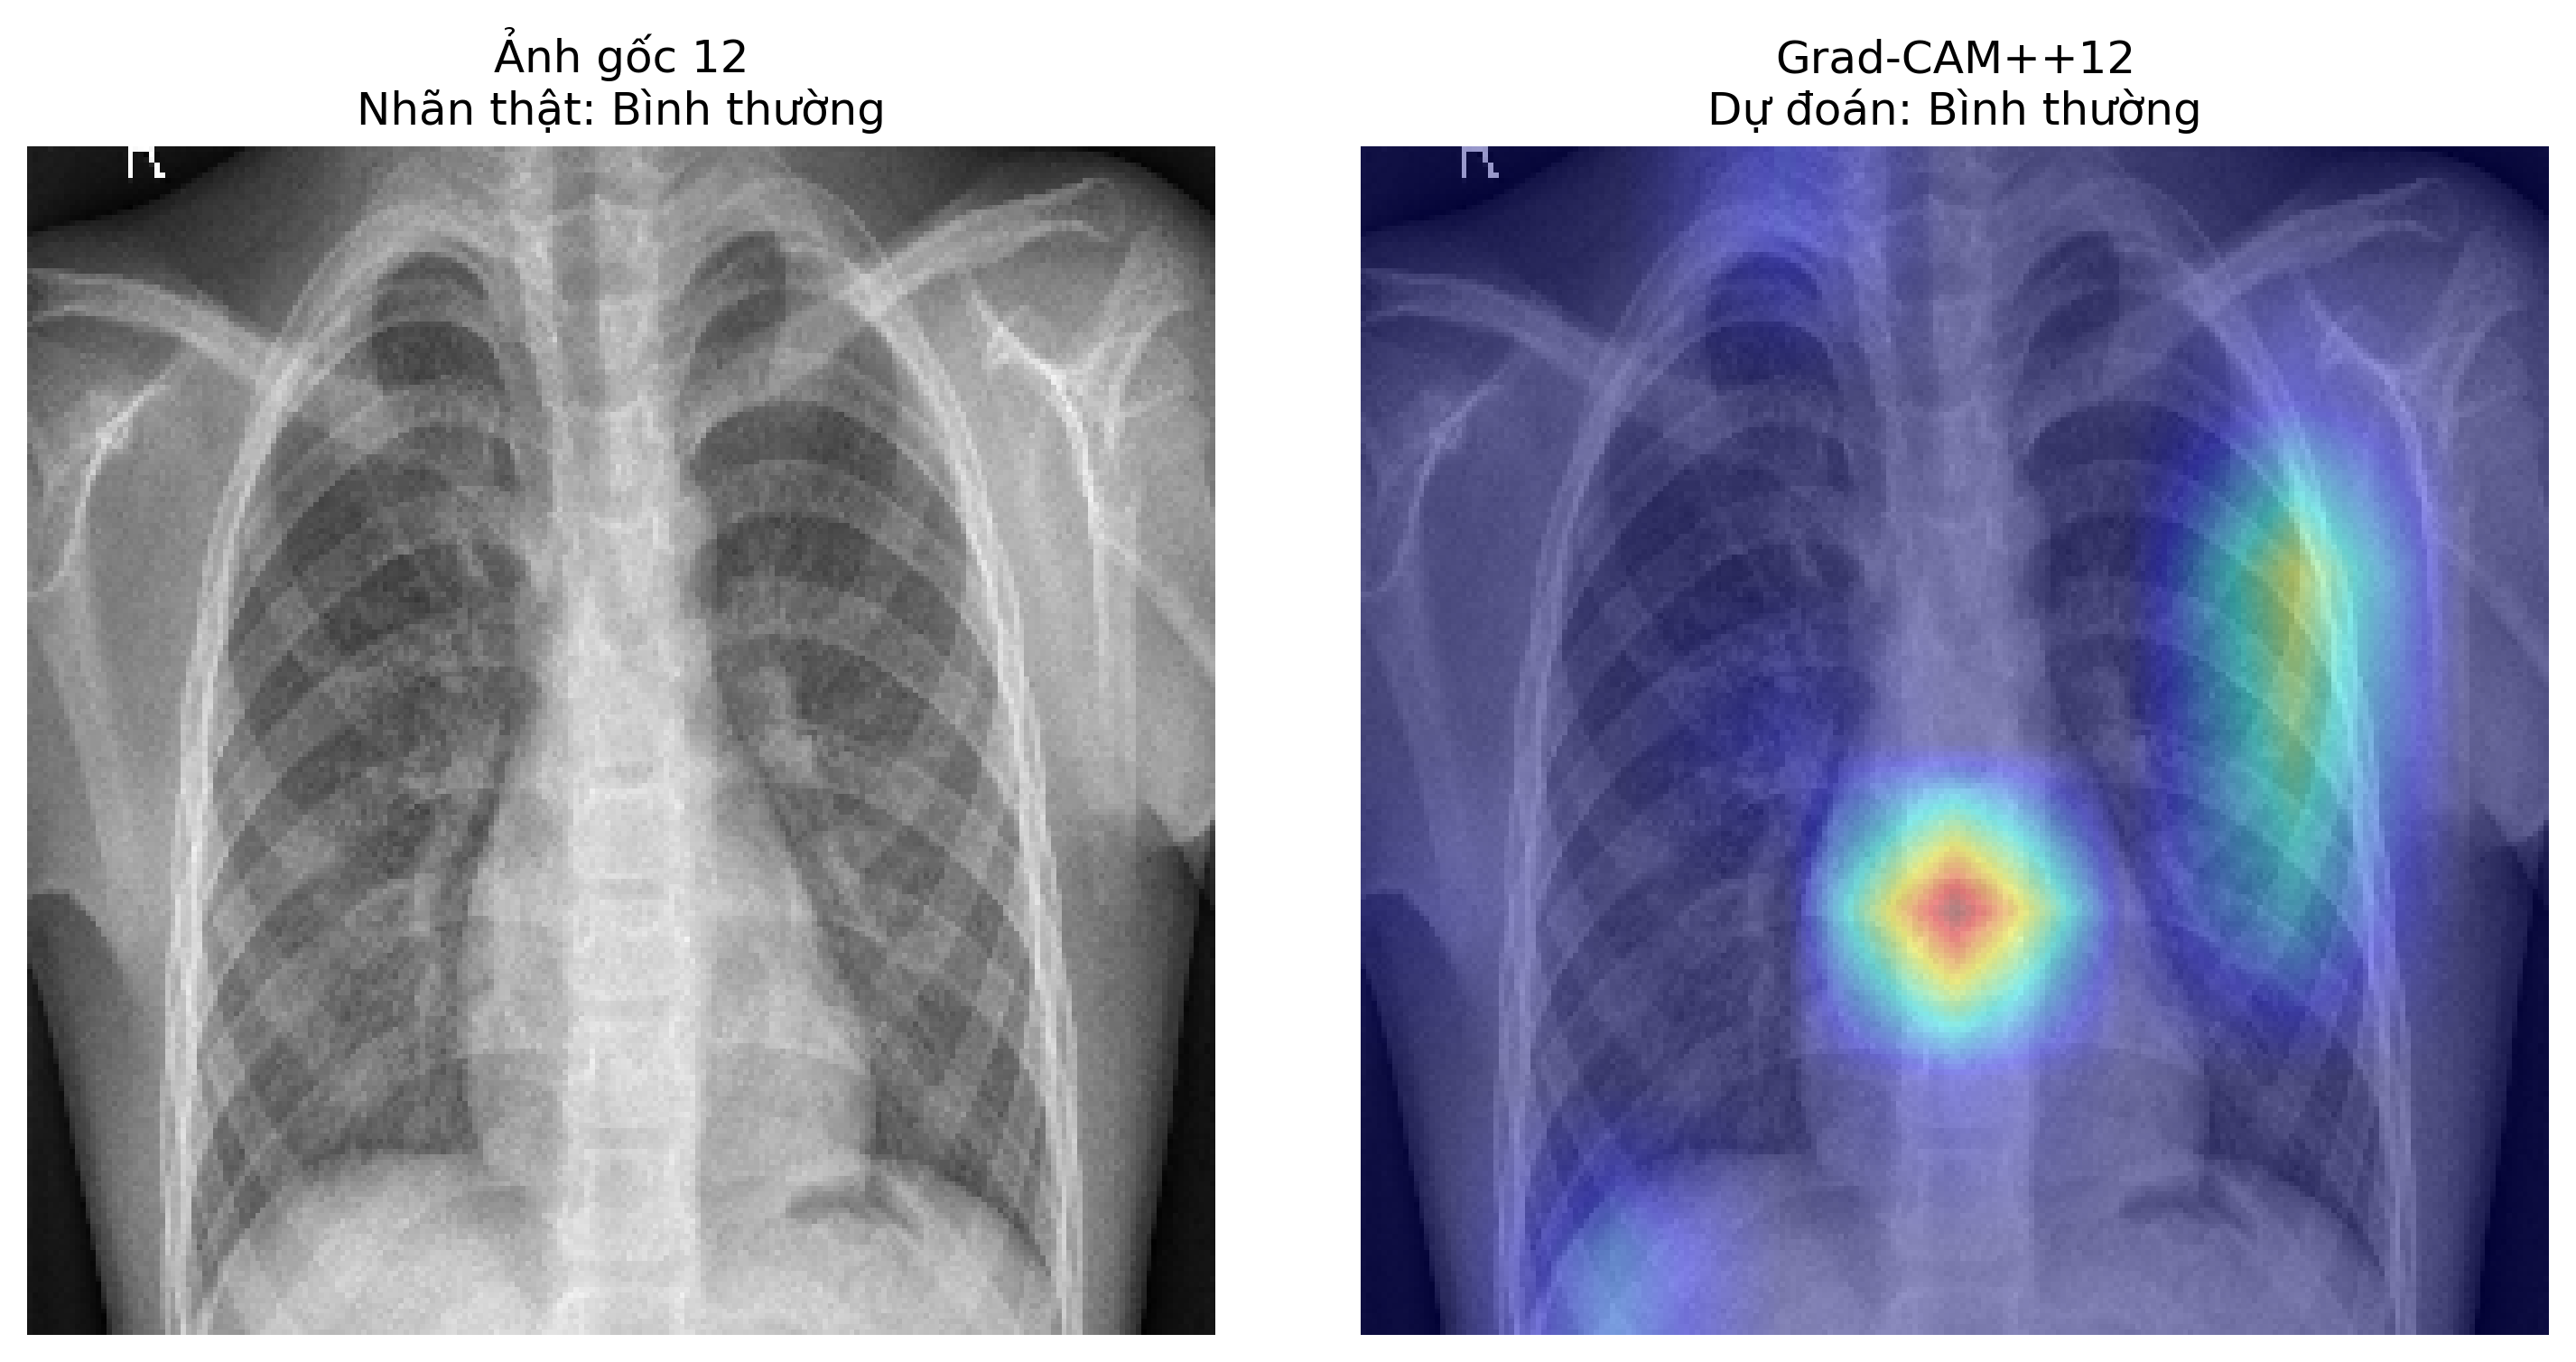 Ảnh gốc 12
Nhãn thật: Bình thường
R
Grad-CAM++12
Dự đoán: Bình thường
R